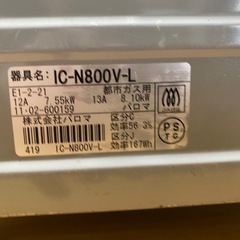 器具名: IC-N800V-L
E1-2-21 都市ガス用
12A 7.55kW 13A 8.10kW
11·02-600159 パロマ
株式会社パロマ 区分C
効率56.3%
区分J
419 IC-N800V-L 効率167Wh
PS
TG